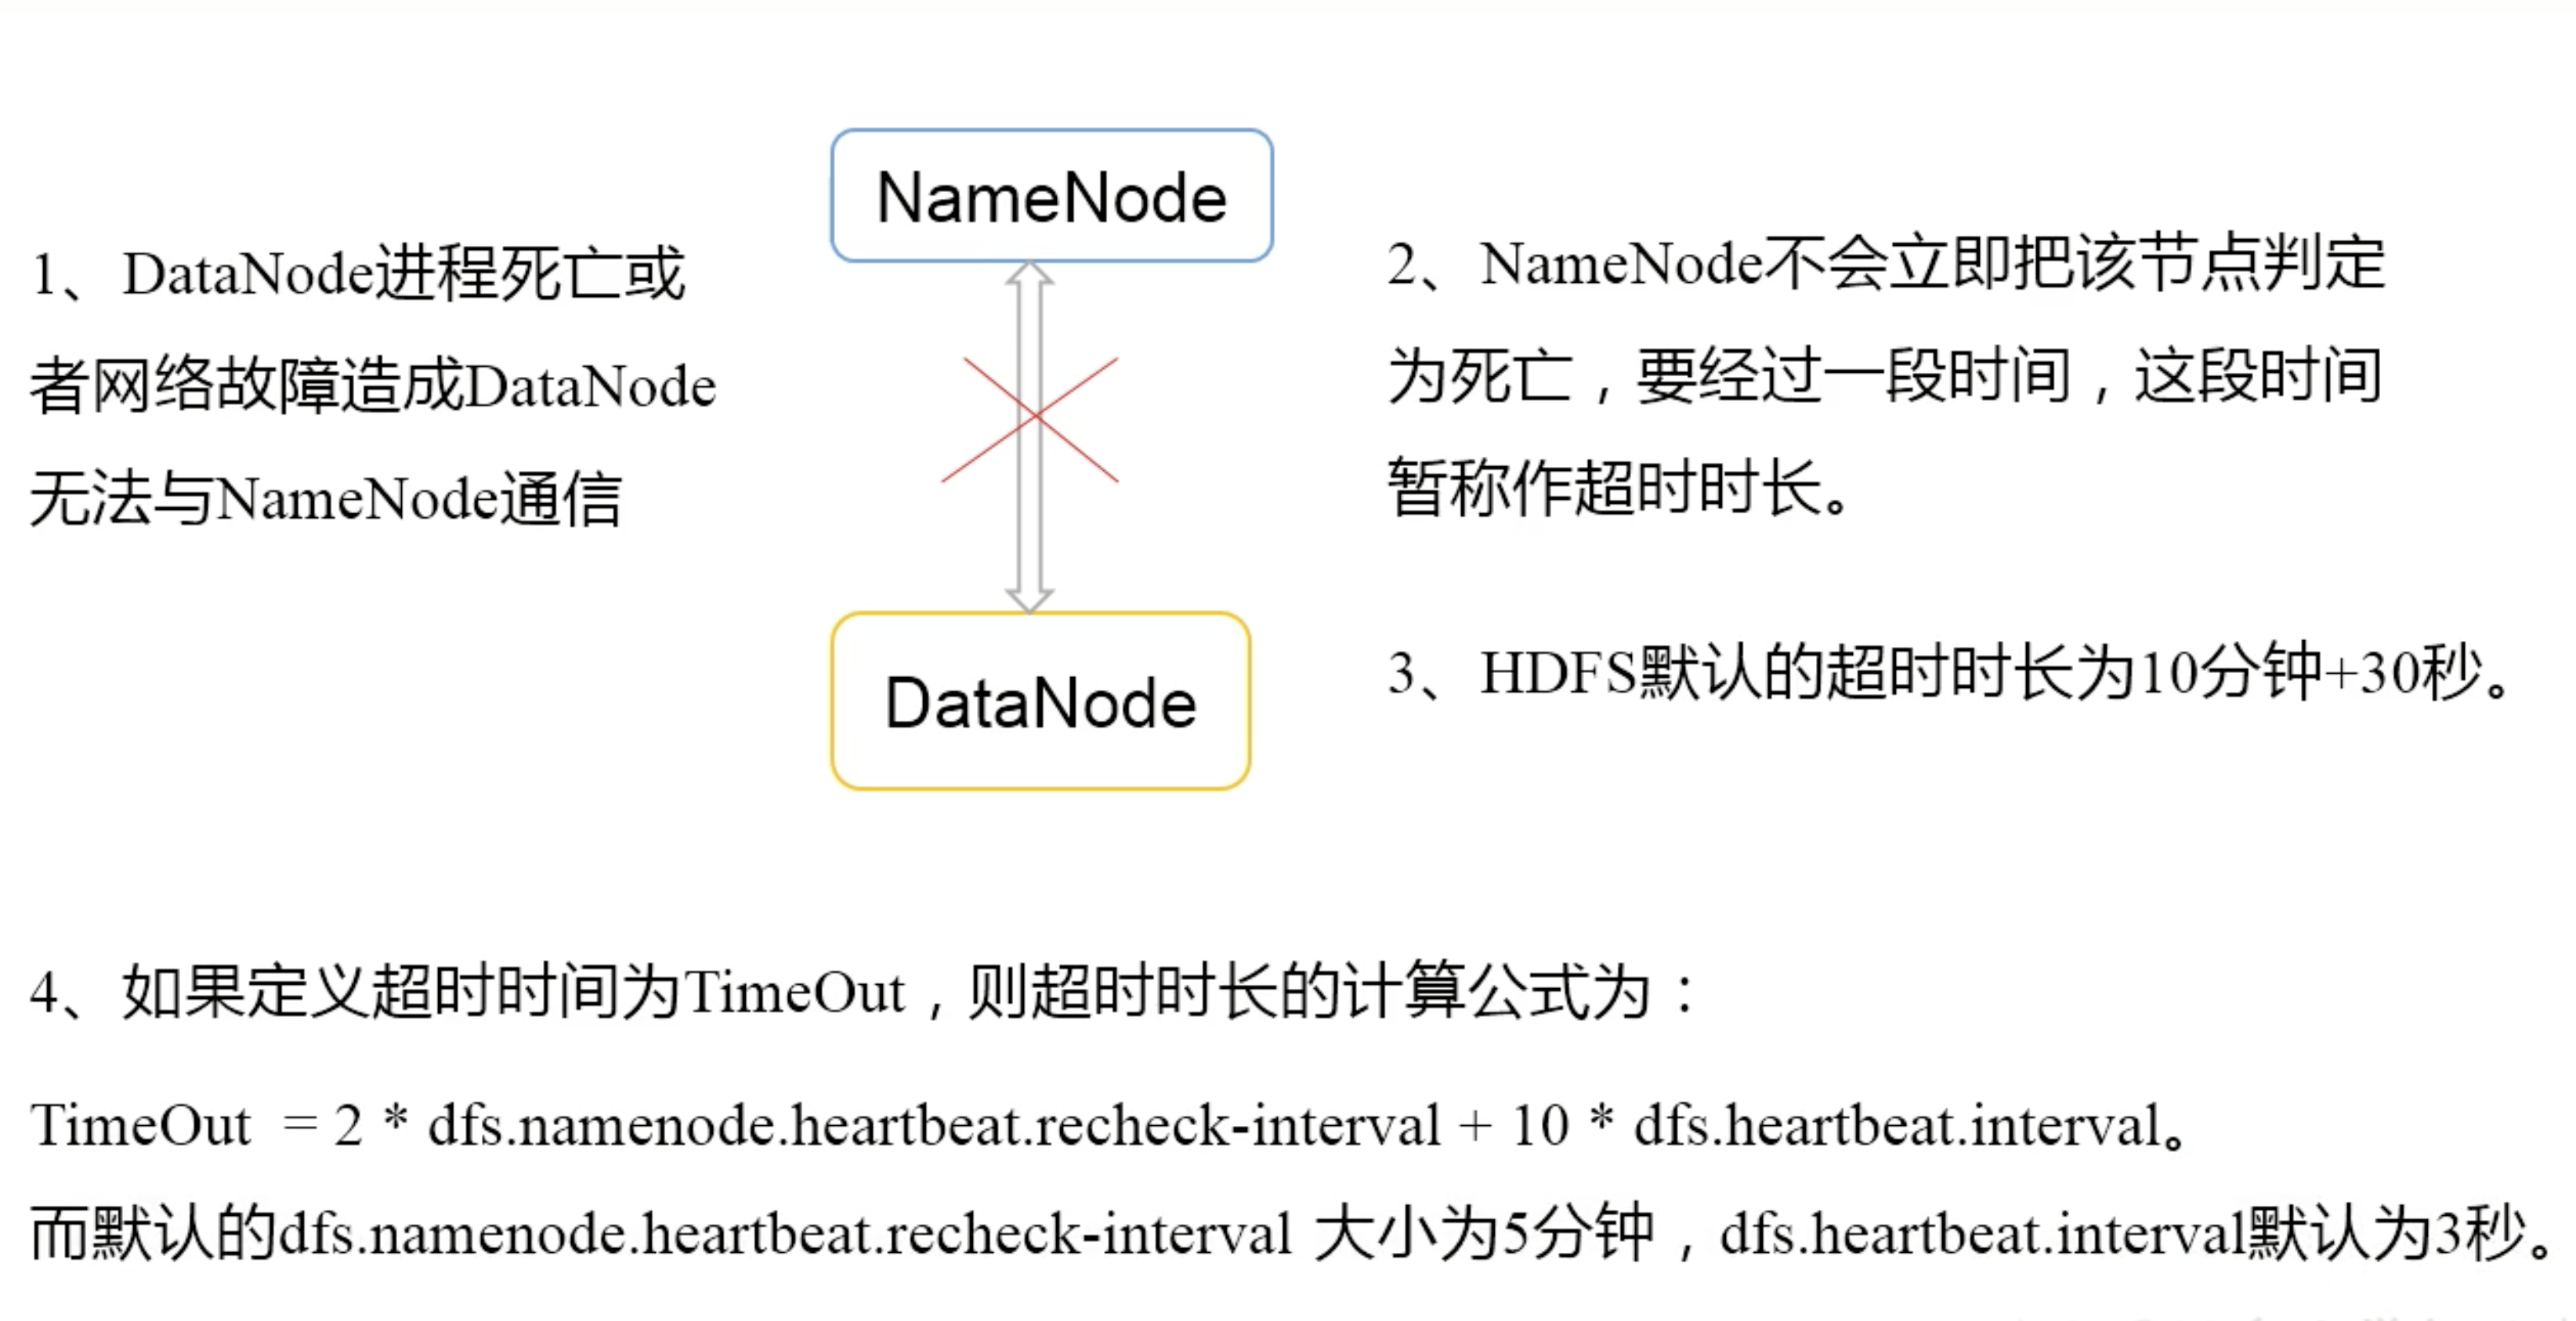 NameNode
1、DataNode进程死亡或
者网络故障造成DataNode
无法与NameNode通信
2、NameNode不会立即把该节点判定
为死亡，要经过一段时间，这段时间
暂称作超时时长。
DataNode
3、HDFS默认的超时时长为10分钟+30秒。
4、如果定义超时时间为TimeOut，则超时时长的计算公式为：
TimeOut = 2 * dfs.namenode.heartbeat.recheck-interval + 10 * dfs.heartbeat.interval。
而默认的dfs.namenode.heartbeat.recheck-interval 大小为5分钟，dfs.heartbeat.interval默认为3秒。